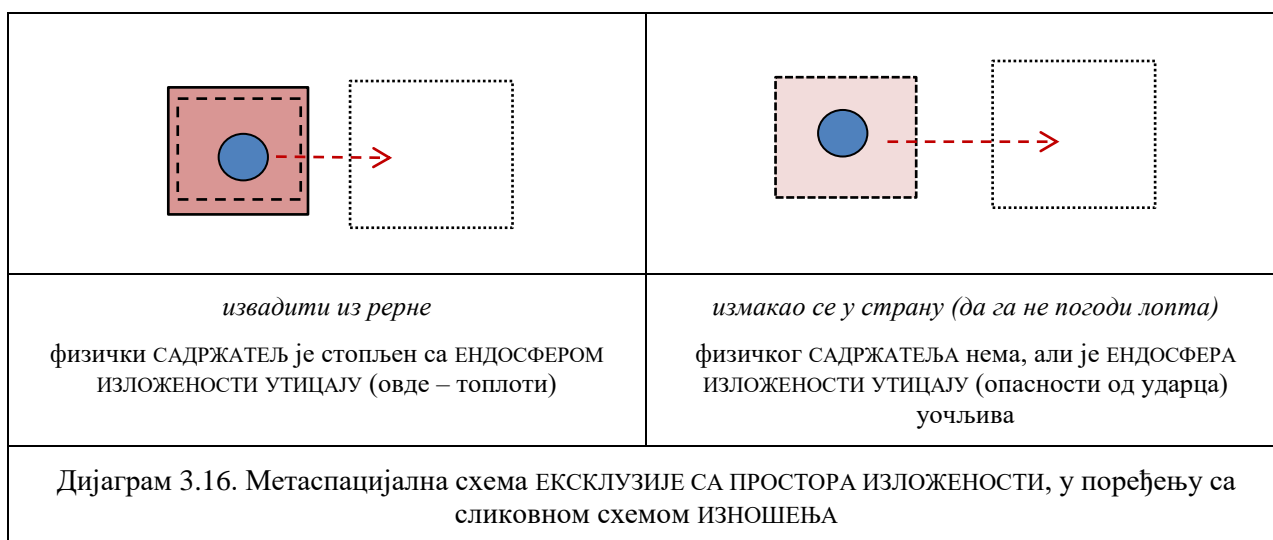 извадити из рерне
физички САДРЖАТЕЉ је стопљен са ЕНДОСФЕРОМ
ИЗЛОЖЕНОСТИ УТИЦАЈУ (овде – топлоти)
измакао се у страну (да га не погоди лопта)
физичког САДРЖАТЕЉА нема, али је ЕНДОСФЕРА
ИЗЛОЖЕНОСТИ УТИЦАЈУ (опасности од ударца)
уочљива
Дијаграм 3.16. Метаспацијална схема ЕКСКЛУЗИЈЕ СА ПРОСТОРА ИЗЛОЖЕНОСТИ, у поређењу са
сликовном схемом ИЗНОШЕЊА